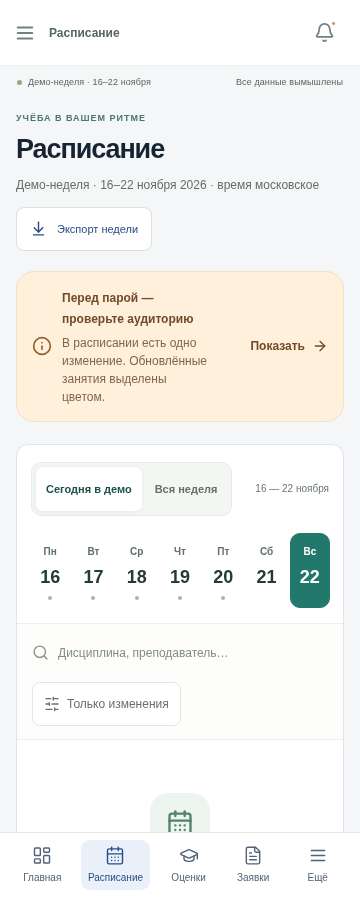 Расписание
Демо-неделя · 16–22 ноября
Все данные вымышлены
УЧЁБА В ВАШЕМ РИТМЕ
Расписание
Демо-неделя · 16–22 ноября 2026 · время московское
Экспорт недели
Перед парой —
проверьте аудиторию
В расписании есть одно
изменение. Обновлённые
занятия выделены
цветом.
Показать
Сегодня в демо
Вся неделя
16 — 22 ноября
Пн Вт Ср Чт Пт Сб Вс
16 17 18 19 20 21 22
Дисциплина, преподаватель…
Только изменения
Главная Расписание Оценки Заявки Ещё